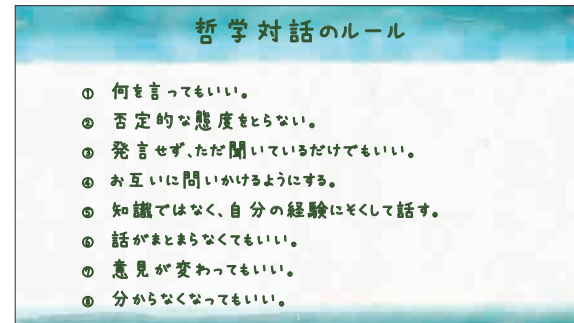 哲学対話のルール
① 何を言ってもいい。
② 否定的な態度をとらない。
③ 発言せず、ただ聞いているだけでもいい。
④ お互いに問いかけるようにする。
⑤ 知識ではなく、自分の経験にそくして話す。
⑥ 話がまとまらなくてもいい。
⑦ 意見が変わってもいい。
⑧ 分からなくなってもいい。
1